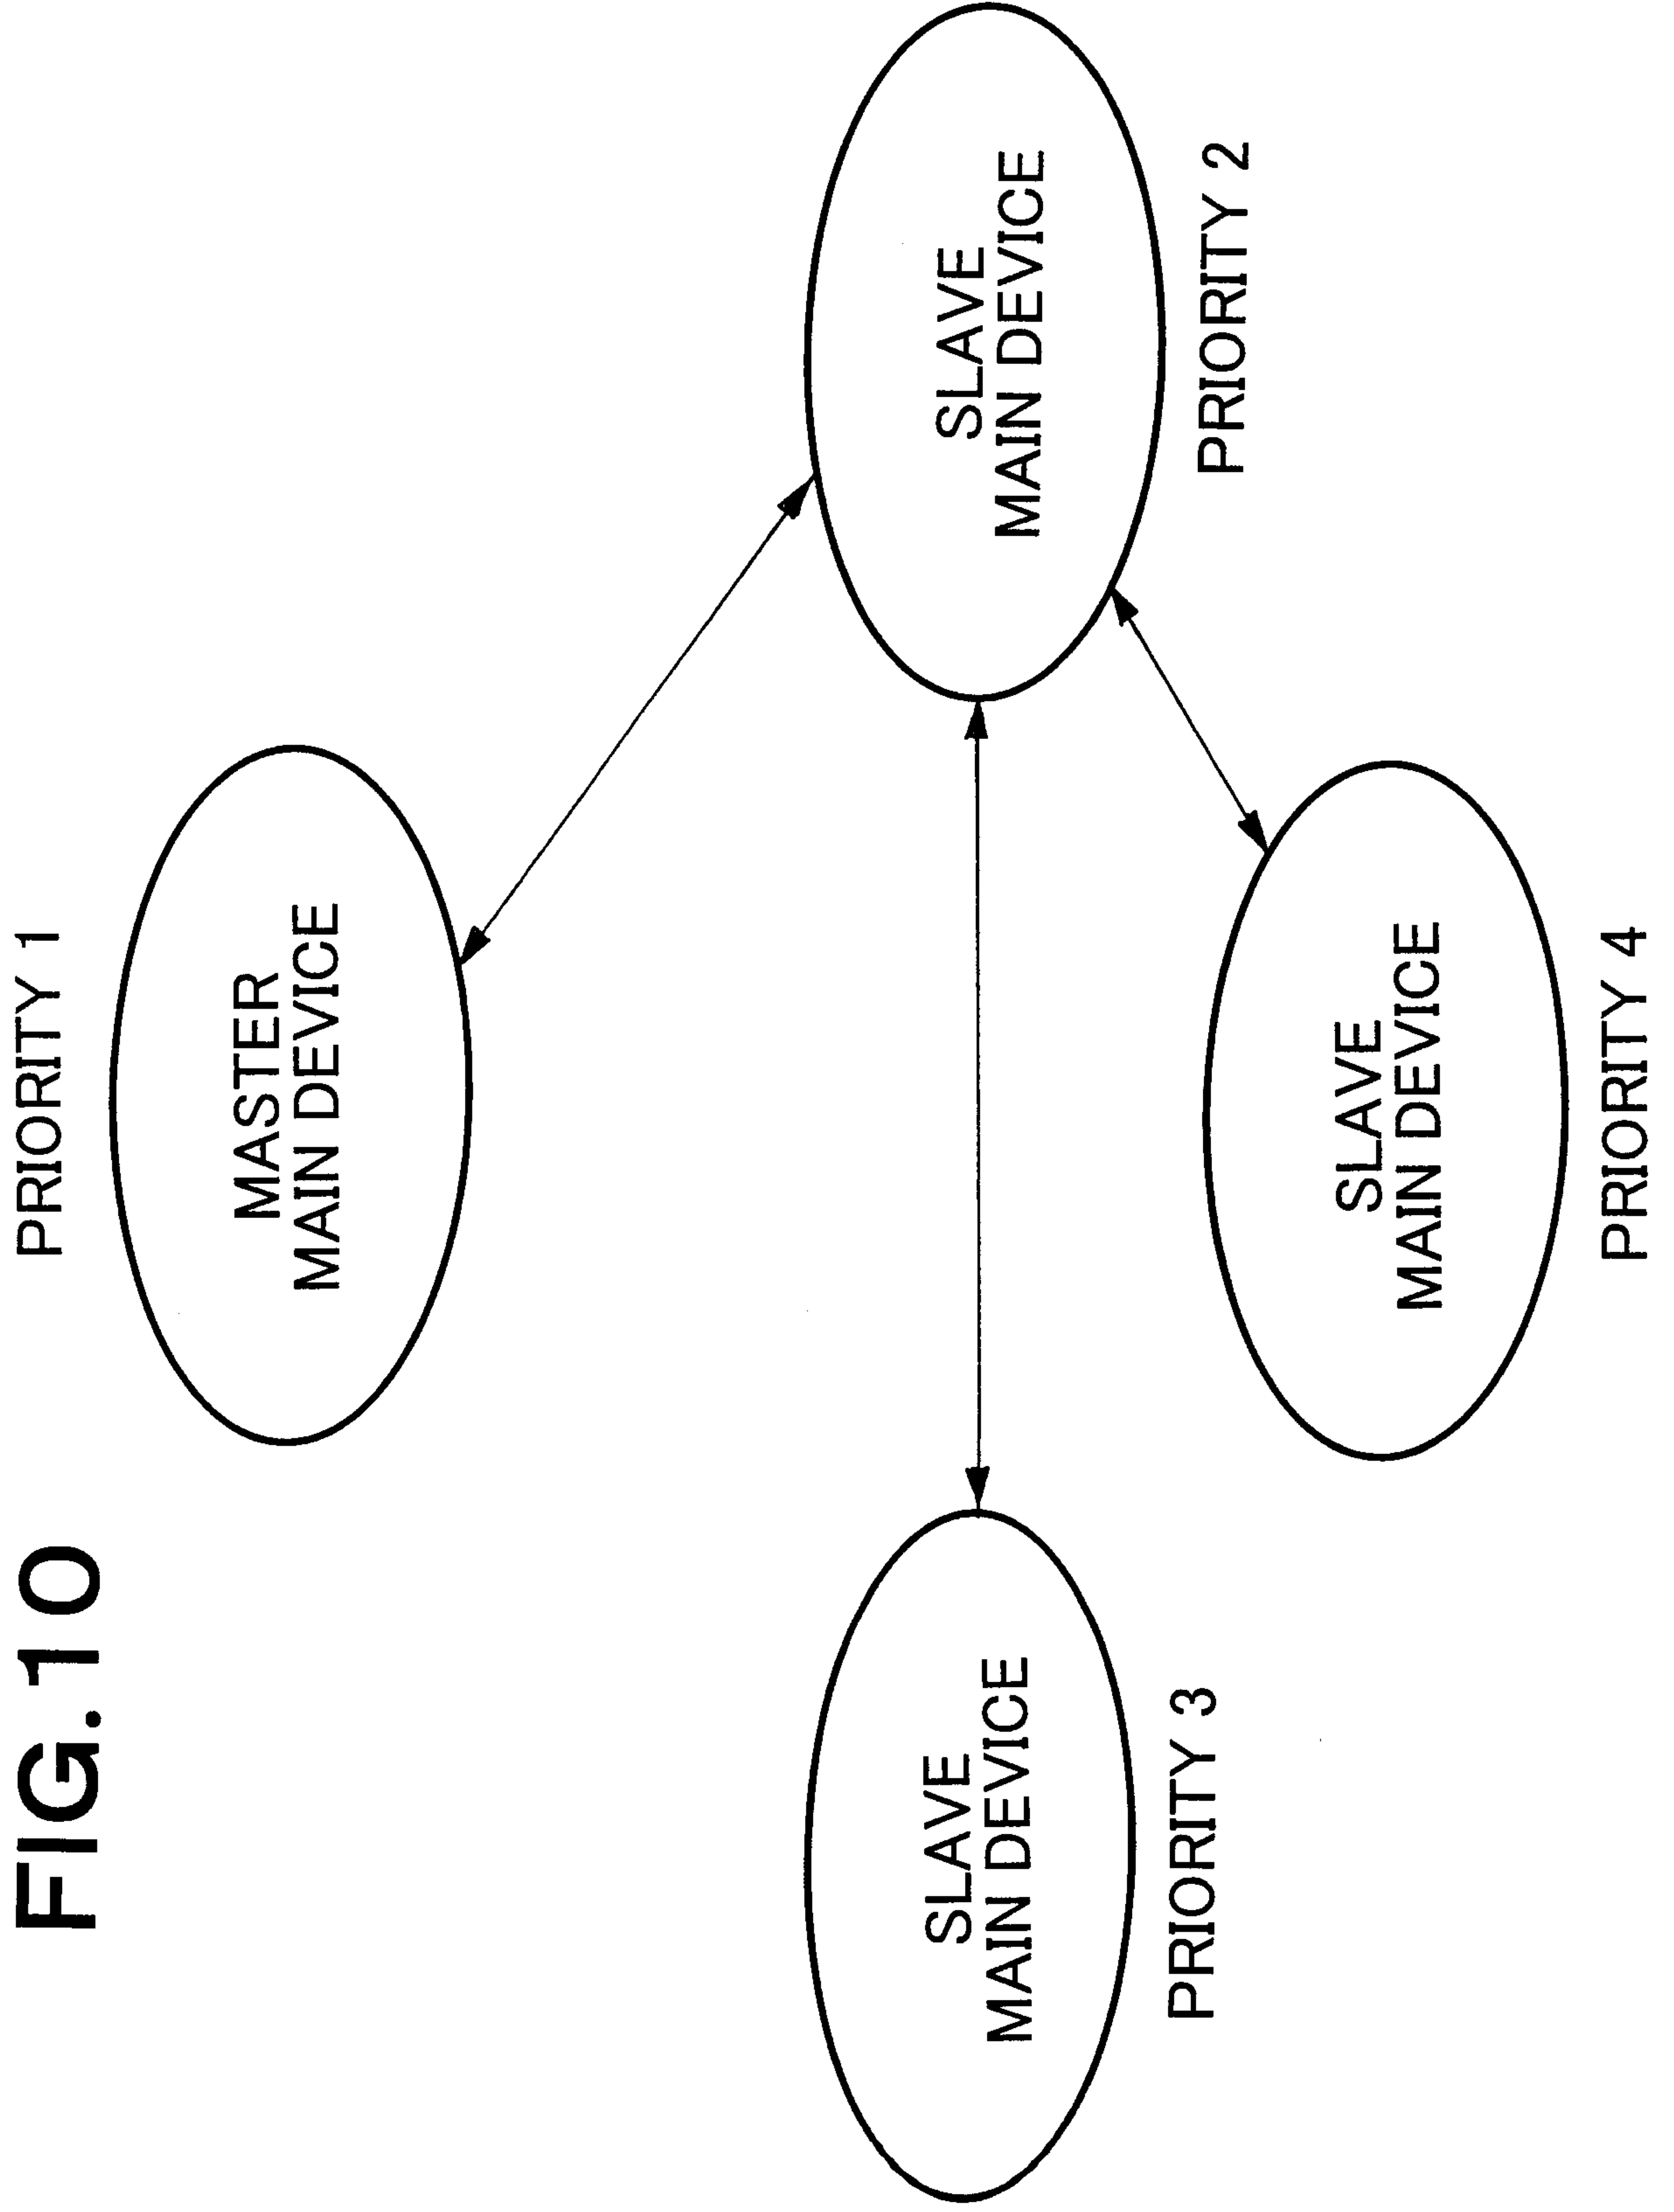 FIG.10
PRIORITY 1
MASTER
MAIN DEVICE
SLAVE
MAIN DEVICE
PRIORITY 3
SLAVE
MAIN DEVICE
PRIORITY 2
SLAVE
MAIN DEVICE
PRIORITY 4